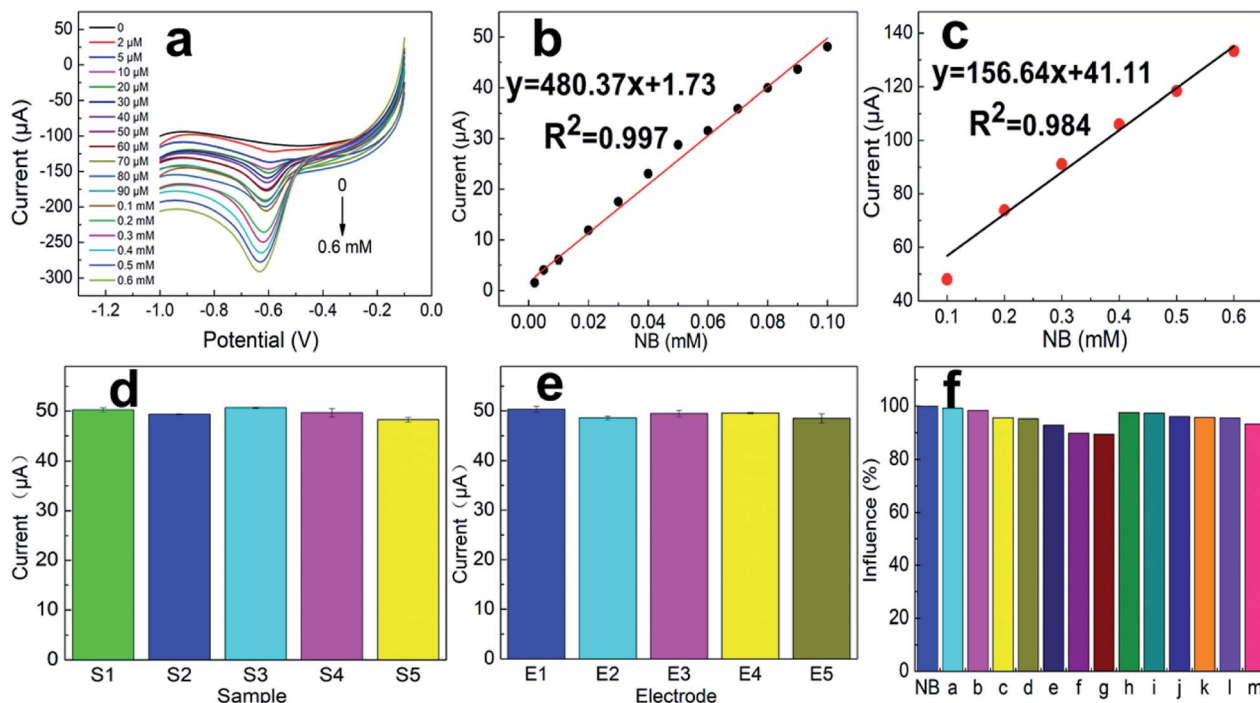 a
Current (μA)
50
0
-50
-100
-150
-200
-250
-300
0
2 μM
5 μM
10 μM
20 μM
30 μM
40 μM
50 μM
60 μM
70 μM
80 μM
90 μM
0.1 mM
0.2 mM
0.3 mM
0.4 mM
0.5 mM
0.6 mM
0
0.6 mM
-1.2 -1.0 -0.8 -0.6 -0.4 -0.2 0.0
Potential (V)
b
y=480.37x+1.73
R²=0.997
Current (μA)
50
40
30
20
10
0
0.00 0.02 0.04 0.06 0.08 0.10
NB (mM)
c
y=156.64x+41.11
R²=0.984
Current (μA)
140
120
100
80
60
40
0.1 0.2 0.3 0.4 0.5 0.6
NB (mM)
d
Current (μA)
50
40
30
20
10
0
S1 S2 S3 S4 S5
Sample
e
Current (μA)
50
40
30
20
10
0
E1 E2 E3 E4 E5
Electrode
f
Influence (%)
100
80
60
40
20
0
NB a b c d e f g h i j k l m